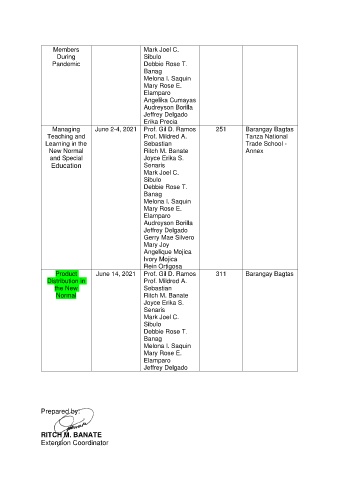 Members
During
Pandemic
Mark Joel C.
Sibulo
Debbie Rose T.
Banag
Melona I. Saquin
Mary Rose E.
Elamparo
Angelika Cumayas
Audreyson Borilla
Jeffrey Delgado
Erika Precia
Managing
Teaching and
Learning in the
New Normal
and Special
Education
June 2-4, 2021
Prof. Gil D. Ramos
Prof. Mildred A.
Sebastian
Ritch M. Banate
Joyce Erika S.
Senaris
Mark Joel C.
Sibulo
Debbie Rose T.
Banag
Melona I. Saquin
Mary Rose E.
Elamparo
Audreyson Borilla
Jeffrey Delgado
Gerry Mae Silvero
Mary Joy
Angelique Mojica
Ivory Mojica
Rein Ortigosa
251
Barangay Bagtas
Tanza National
Trade School -
Annex
Product
Distribution in
the New
Normal
June 14, 2021
Prof. Gil D. Ramos
Prof. Mildred A.
Sebastian
Ritch M. Banate
Joyce Erika S.
Senaris
Mark Joel C.
Sibulo
Debbie Rose T.
Banag
Melona I. Saquin
Mary Rose E.
Elamparo
Jeffrey Delgado
311
Barangay Bagtas
Prepared by:
RITCH M. BANATE
Extension Coordinator